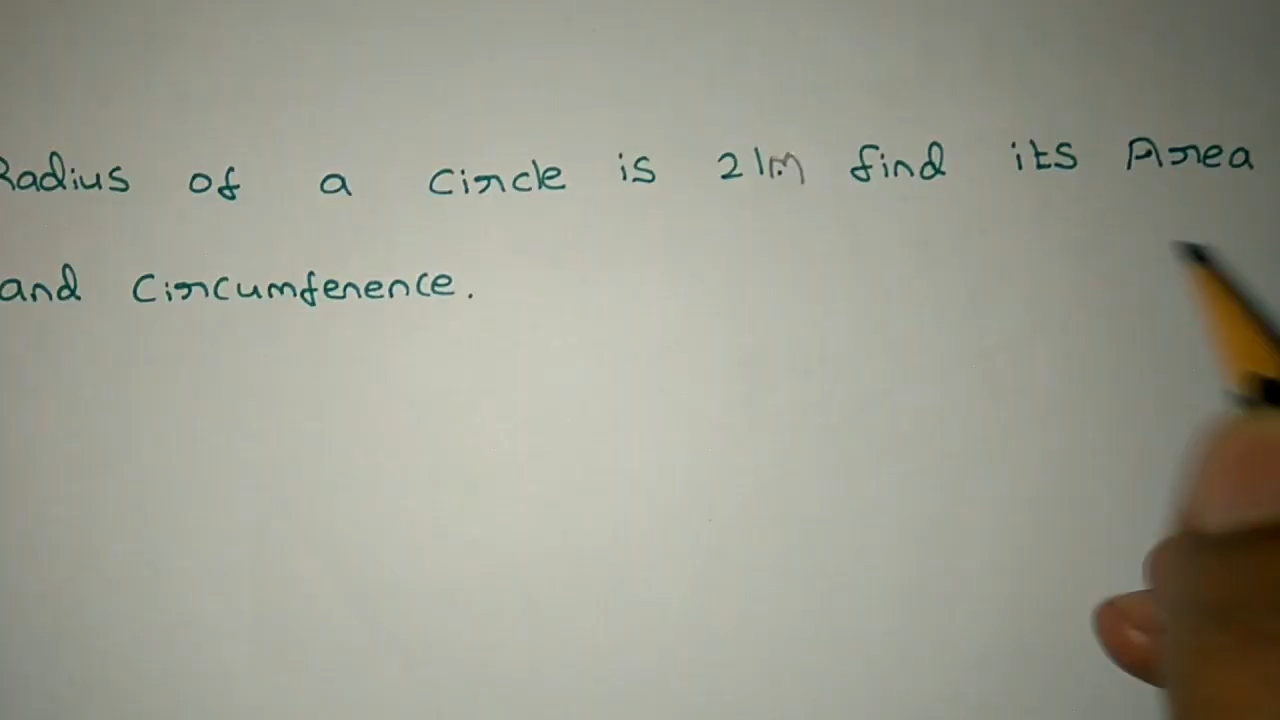 Radius of a circle is 21m find its Area
and circumference.